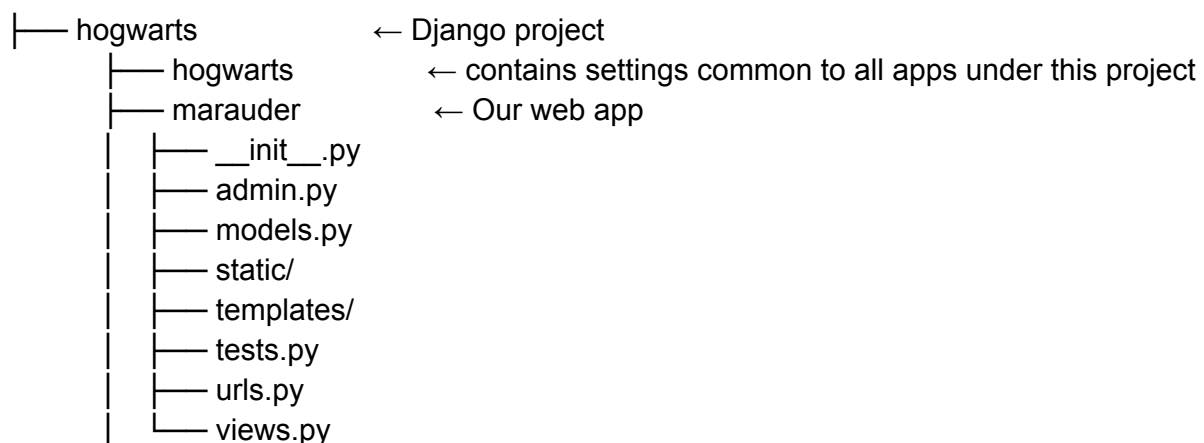 hogwarts ← Django project
hogwarts ← contains settings common to all apps under this project
marauder ← Our web app
__init__.py
admin.py
models.py
static/
templates/
tests.py
urls.py
views.py